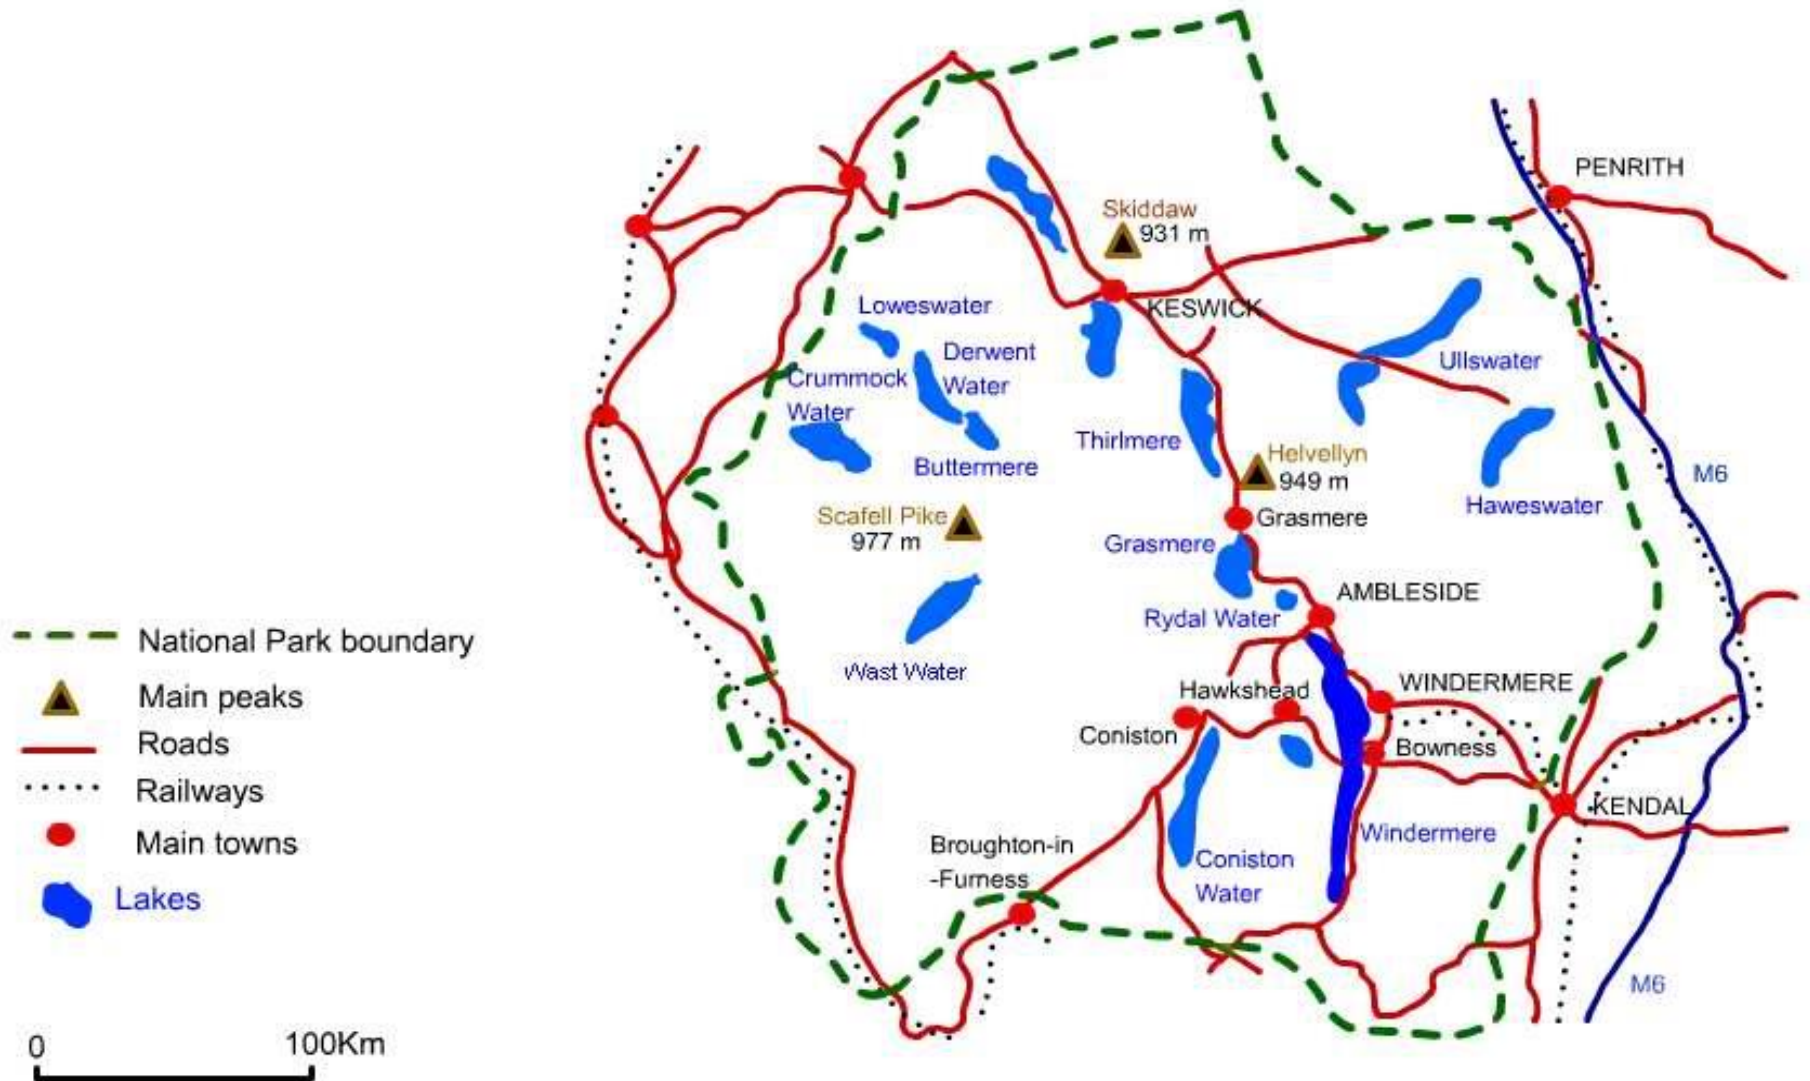 PENRITH
Skiddaw
931 m
KESWICK
Loweswater
Derwent
Water
Crummock
Water
Ullswater
Thirlmere
Buttermere
Helvellyn
949 m
M6
Haweswater
Scafell Pike
977 m
Grasmere
Grasmere
AMBLESIDE
Rydal Water
Wast Water
WINDERMERE
Hawkshead
Coniston
Bowness
KENDAL
Windermere
Broughton-in
-Furness
Coniston
Water
M6
National Park boundary
Main peaks
Roads
Railways
Main towns
Lakes
0 100Km